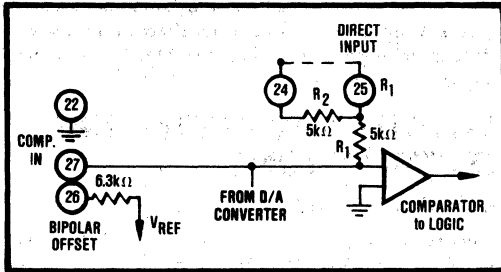 DIRECT
INPUT
24
25
R1
R2
5kΩ
5kΩ
R1
22
COMP.
IN
27
6.3kΩ
26
VREF
BIPOLAR
OFFSET
FROM D/A
CONVERTER
COMPARATOR
to LOGIC